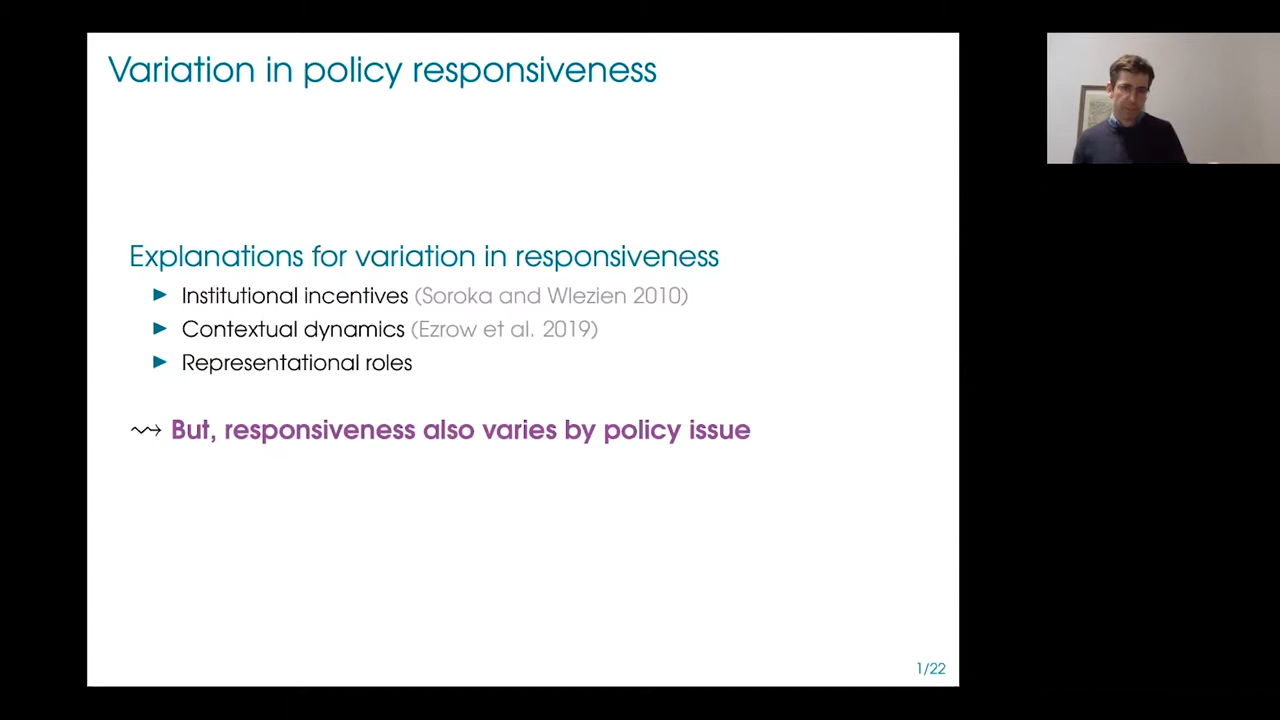 Variation in policy responsiveness
Explanations for variation in responsiveness
▶ Institutional incentives (Soroka and Wlezien 2010)
▶ Contextual dynamics (Ezrow et al. 2019)
▶ Representational roles
⇝ But, responsiveness also varies by policy issue
1/22